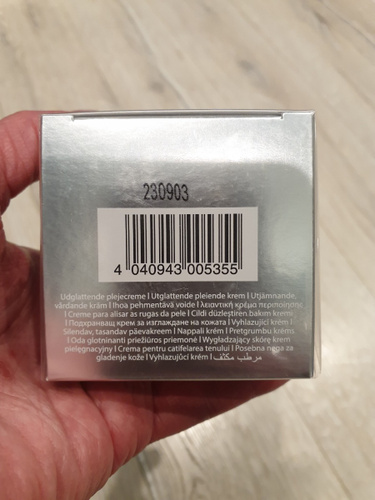 230903
4 040943 005355
Udglattende plejecreme | Utglattende pleiende krem | Utjämnande,
vårdande kräm | Ihoa pehmentävä voide | λειαντική κρέμα περιποίησης
| Creme para alisar as rugas da pele | Cildi düzleştiren bakım kremi
| Подхранващ крем за изглаждане на кожата | Vyhlazující krém |
Silendav, tasandav päevakreem | Nappali krém | Pretgrumbu krēms
| Oda glotninanti priežiūros priemonė | Wygładzający skórę krem
pielęgnacyjny | Crema pentru catifelarea tenului | Posebna nega za
gladenje kože | Vyhlazujúci krém | مرطب مكثف